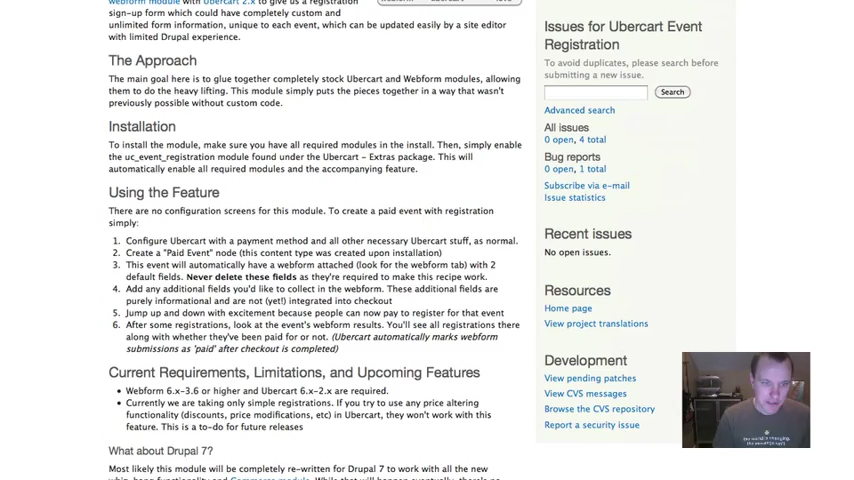 webform module with Ubercart 2.x to give us a registration
sign-up form which could have completely custom and
unlimited form information, unique to each event, which can be updated easily by a site editor
with limited Drupal experience.
The Approach
The main goal here is to glue together completely stock Ubercart and Webform modules, allowing
them to do the heavy lifting. This module simply puts the pieces together in a way that wasn't
previously possible without custom code.
Installation
To install the module, make sure you have all required modules in the install. Then, simply enable
the uc_event_registration module found under the Ubercart - Extras package. This will
automatically enable all required modules and the accompanying feature.
Using the Feature
There are no configuration screens for this module. To create a paid event with registration
simply:
1. Configure Ubercart with a payment method and all other necessary Ubercart stuff, as normal.
2. Create a "Paid Event" node (this content type was created upon installation)
3. This event will automatically have a webform attached (look for the webform tab) with 2
default fields. Never delete these fields as they're required to make this recipe work.
4. Add any additional fields you'd like to collect in the webform. These additional fields are
purely informational and are not (yet!) integrated into checkout
5. Jump up and down with excitement because people can now pay to register for that event
6. After some registrations, look at the event's webform results. You'll see all registrations there
along with whether they've been paid for or not. (Ubercart automatically marks webform
submissions as 'paid' after checkout is completed)
Current Requirements, Limitations, and Upcoming Features
• Webform 6.x-3.6 or higher and Ubercart 6.x-2.x are required.
• Currently we are taking only simple registrations. If you try to use any price altering
functionality (discounts, price modifications, etc) in Ubercart, they won't work with this
feature. This is a to-do for future releases
What about Drupal 7?
Most likely this module will be completely re-written for Drupal 7 to work with all the new
Issues for Ubercart Event
Registration
To avoid duplicates, please search before
submitting a new issue.
Search
Advanced search
All issues
0 open, 4 total
Bug reports
0 open, 1 total
Subscribe via e-mail
Issue statistics
Recent issues
No open issues.
Resources
Home page
View project translations
Development
View pending patches
View CVS messages
Browse the CVS repository
Report a security issue